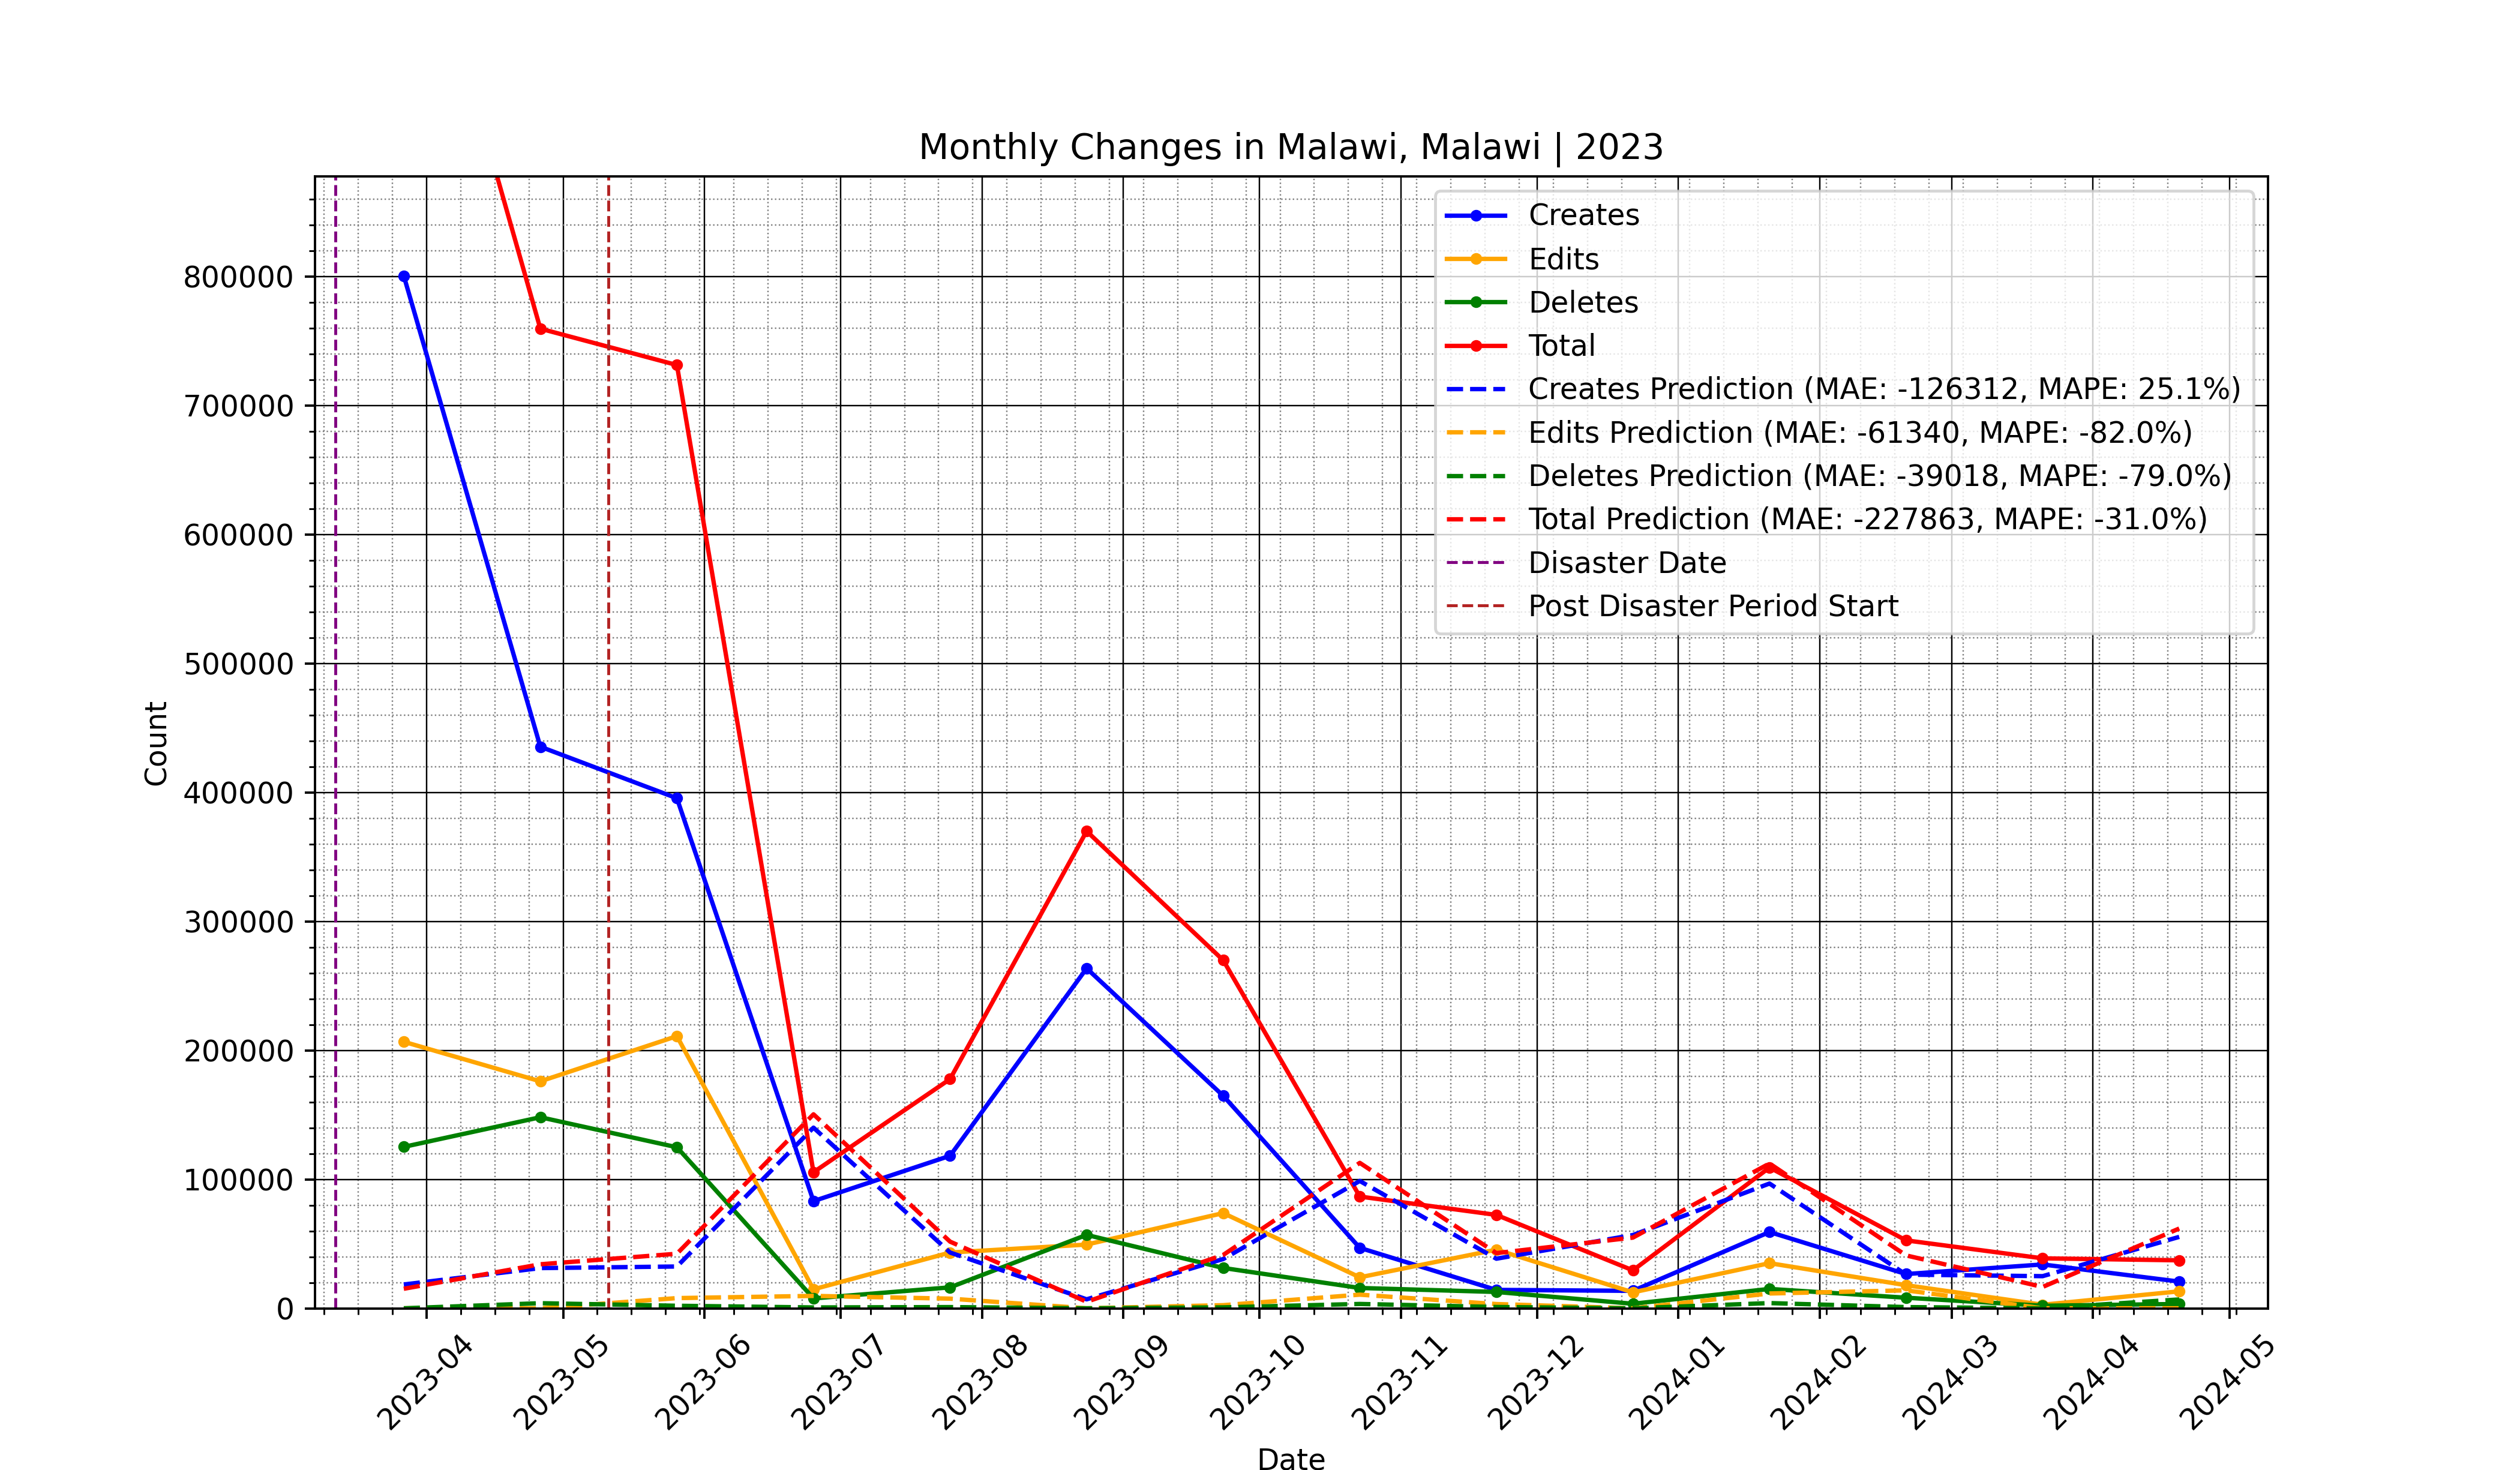 Monthly Changes in Malawi, Malawi | 2023
Creates
Edits
Deletes
Total
Creates Prediction (MAE: -126312, MAPE: 25.1%)
Edits Prediction (MAE: -61340, MAPE: -82.0%)
Deletes Prediction (MAE: -39018, MAPE: -79.0%)
Total Prediction (MAE: -227863, MAPE: -31.0%)
Disaster Date
Post Disaster Period Start
800000
700000
600000
500000
400000
300000
200000
100000
0
Count
2023-04
2023-05
2023-06
2023-07
2023-08
2023-09
2023-10
2023-11
2023-12
2024-01
2024-02
2024-03
2024-04
2024-05
Date